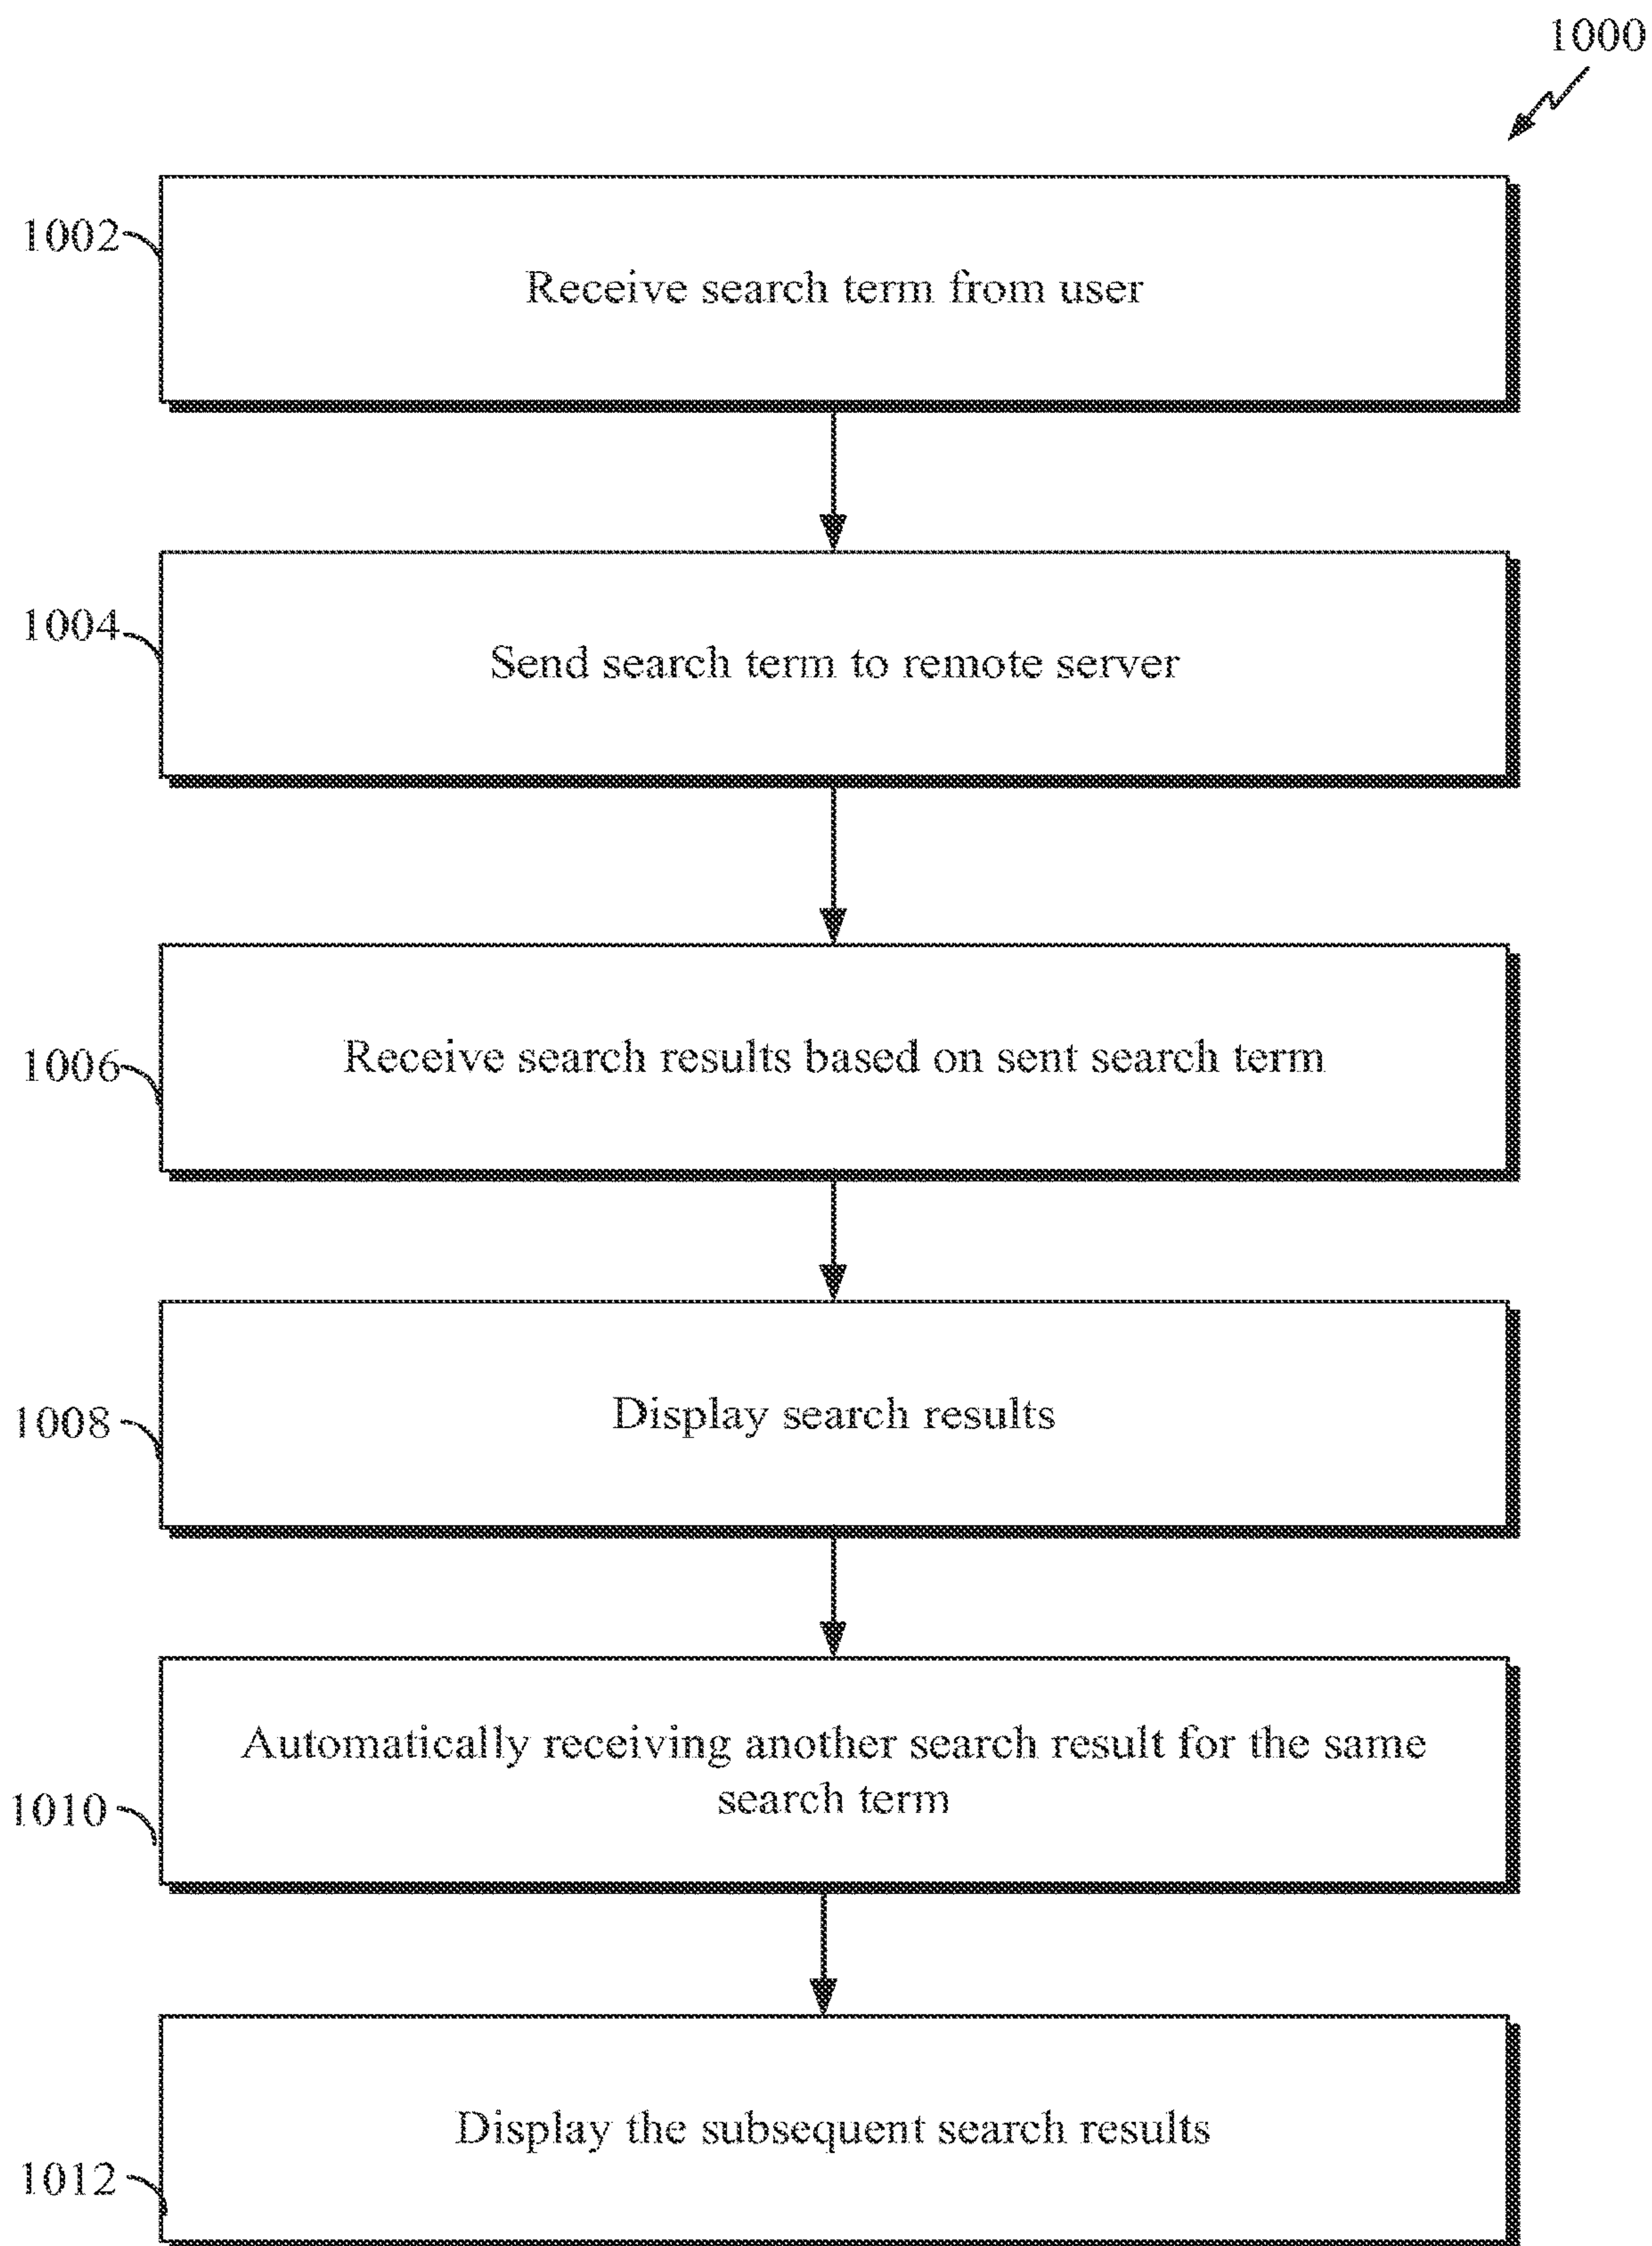 1000
1002
Receive search term from user
1004
Send search term to remote server
1006
Receive search results based on sent search term
1008
Display search results
1010
Automatically receiving another search result for the same
search term
1012
Display the subsequent search results